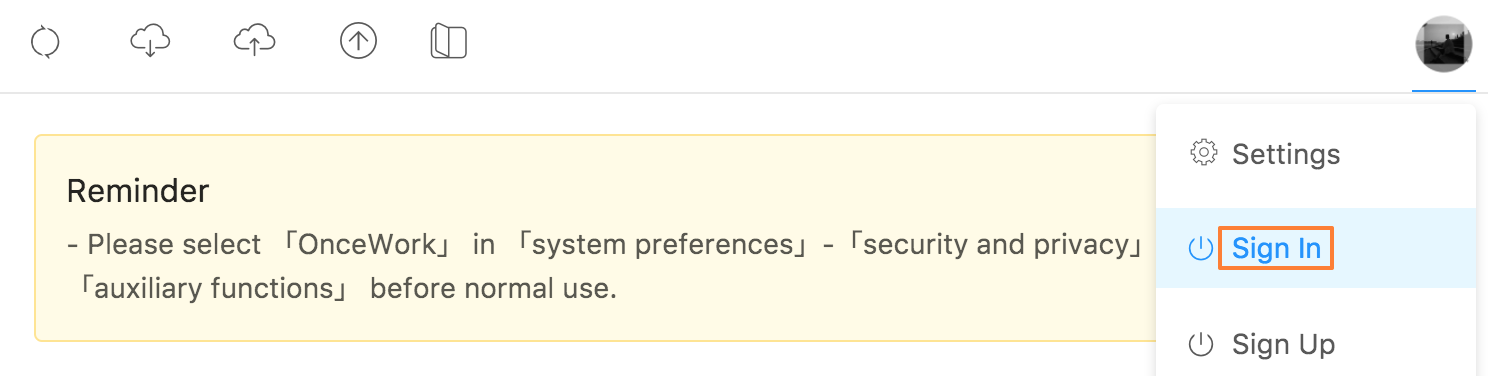 Reminder
- Please select 「OnceWork」 in 「system preferences」-「security and privacy」
「auxiliary functions」 before normal use.
Settings
Sign In
Sign Up